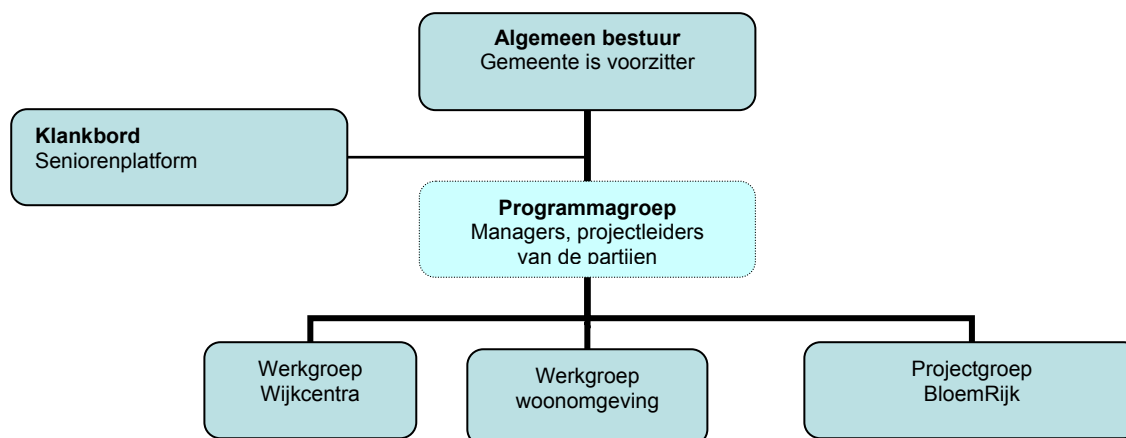 Algemeen bestuur
Gemeente is voorzitter
Klankbord
Seniorenplatform
Programmagroep
Managers, projectleiders
van de partijen
Werkgroep
Wijkcentra
Werkgroep
woonomgeving
Projectgroep
BloemRijk